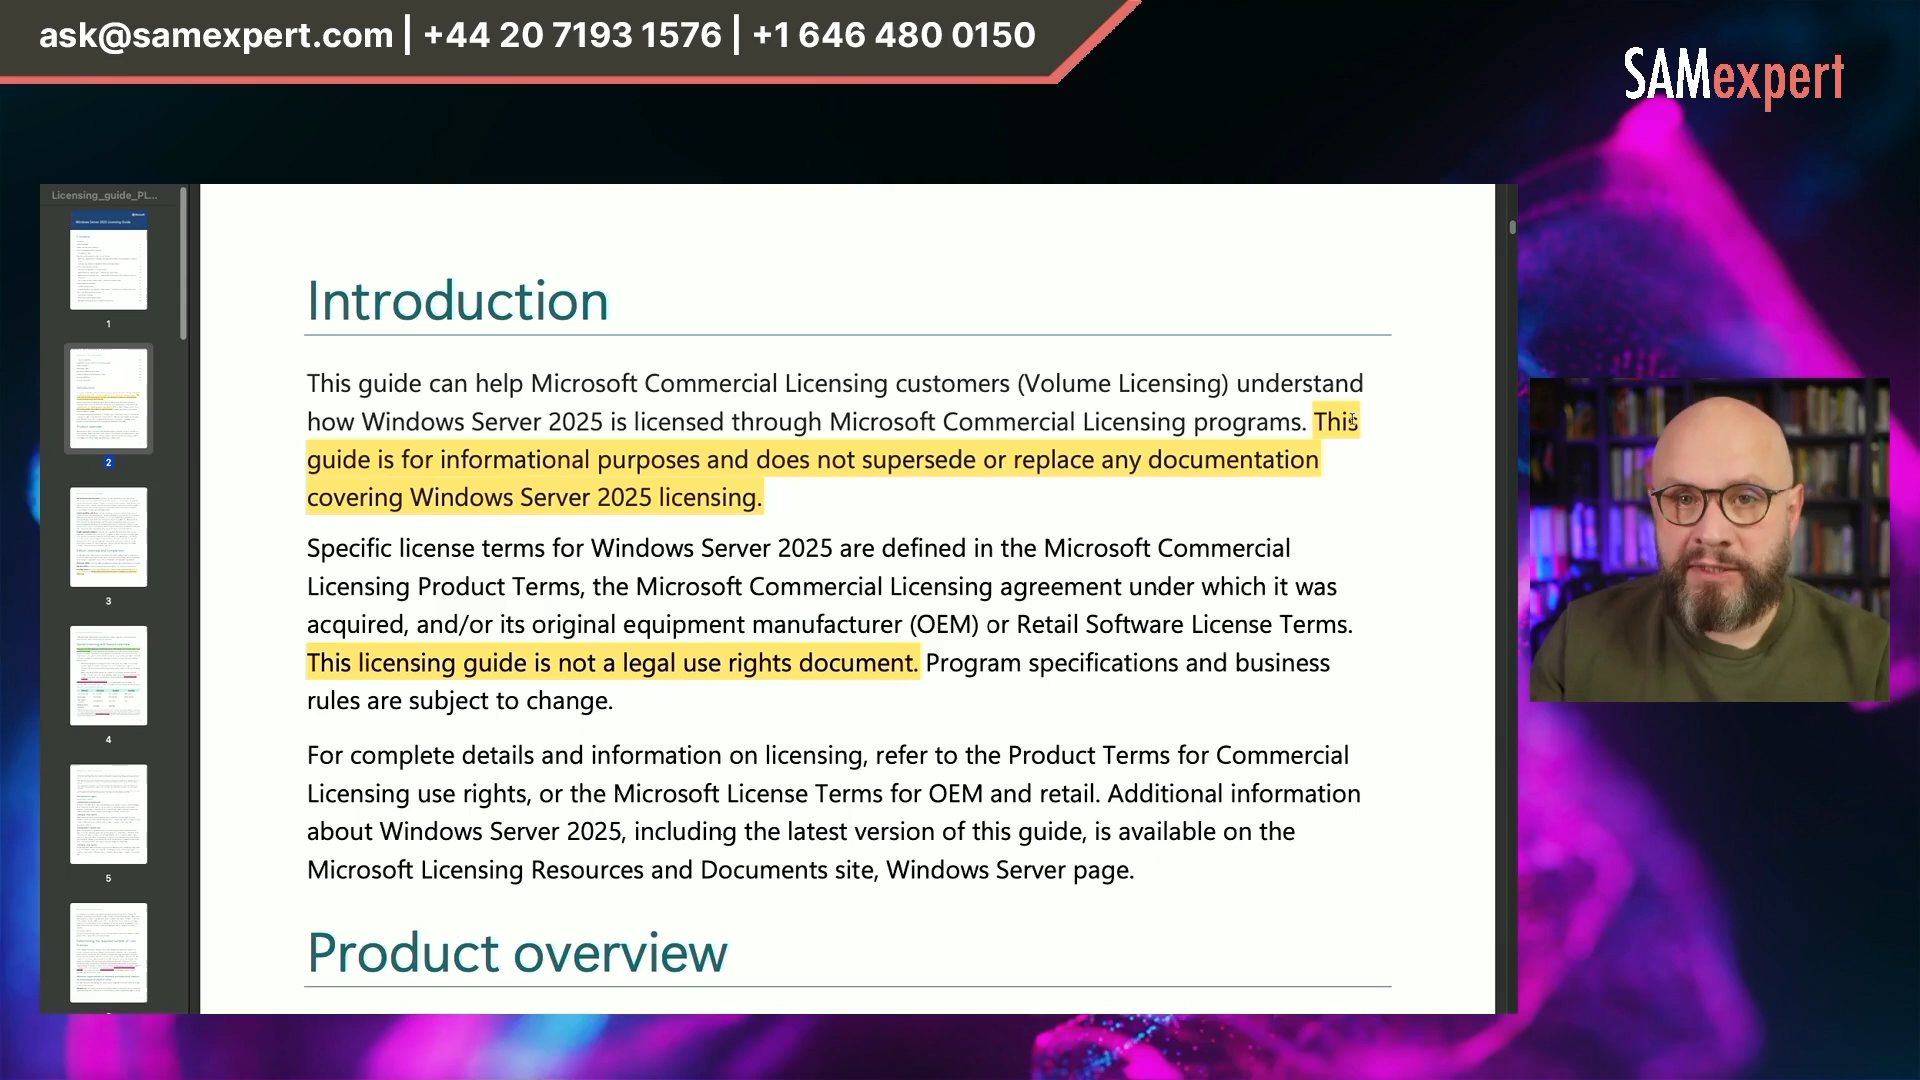 ask@samexpert.com | +44 20 7193 1576 | +1 646 480 0150
SAMexpert
Licensing_guide_PL...
Windows Server 2025 Licensing Guide
1
2
3
4
5
Introduction
This guide can help Microsoft Commercial Licensing customers (Volume Licensing) understand
how Windows Server 2025 is licensed through Microsoft Commercial Licensing programs. This
guide is for informational purposes and does not supersede or replace any documentation
covering Windows Server 2025 licensing.
Specific license terms for Windows Server 2025 are defined in the Microsoft Commercial
Licensing Product Terms, the Microsoft Commercial Licensing agreement under which it was
acquired, and/or its original equipment manufacturer (OEM) or Retail Software License Terms.
This licensing guide is not a legal use rights document. Program specifications and business
rules are subject to change.
For complete details and information on licensing, refer to the Product Terms for Commercial
Licensing use rights, or the Microsoft License Terms for OEM and retail. Additional information
about Windows Server 2025, including the latest version of this guide, is available on the
Microsoft Licensing Resources and Documents site, Windows Server page.
Product overview